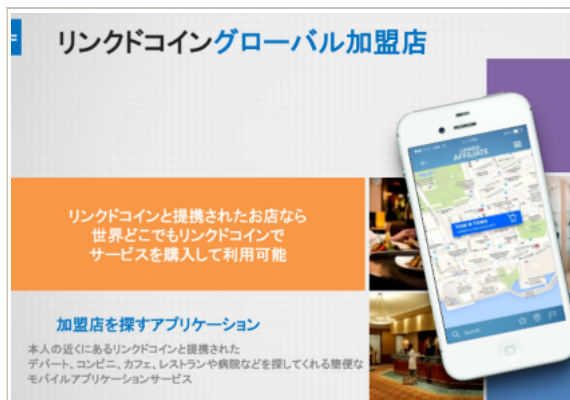 リンクドコイングローバル加盟店
リンクドコインと提携されたお店なら
世界どこでもリンクドコインで
サービスを購入して利用可能
加盟店を探すアプリケーション
本人の近くにあるリンクドコインと提携された
デパート、コンビニ、カフェ、レストランや病院などを探してくれる簡便な
モバイルアプリケーションサービス
LINKED
AFFILIATE
TOM N TOMS
Search